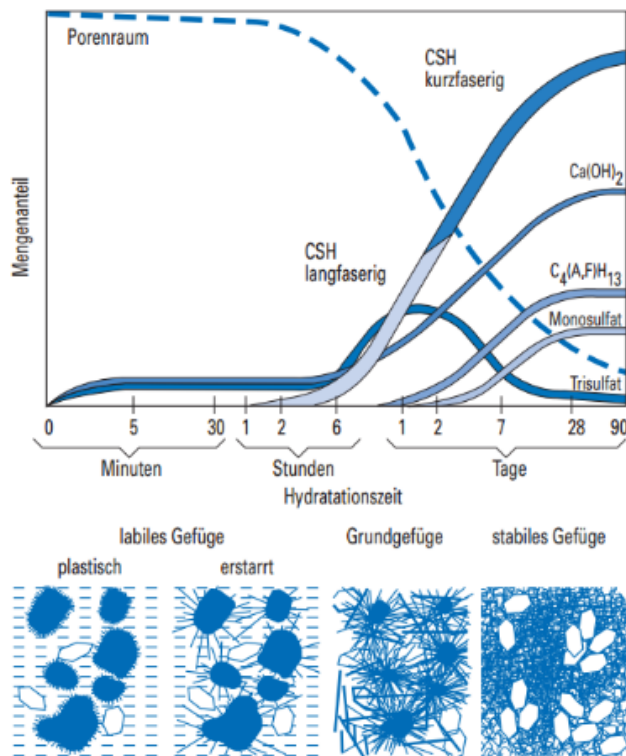 Porenraum
CSH
kurzfaserig
Ca(OH)2
CSH
langfaserig
C4(A,F)H13
Monosulfat
Trisulfat
Mengenanteil
0 5 30 1 2 6 1 2 7 28 90
Minuten Stunden Tage
Hydratationszeit
labiles Gefüge Grundgefüge stabiles Gefüge
plastisch erstarrt